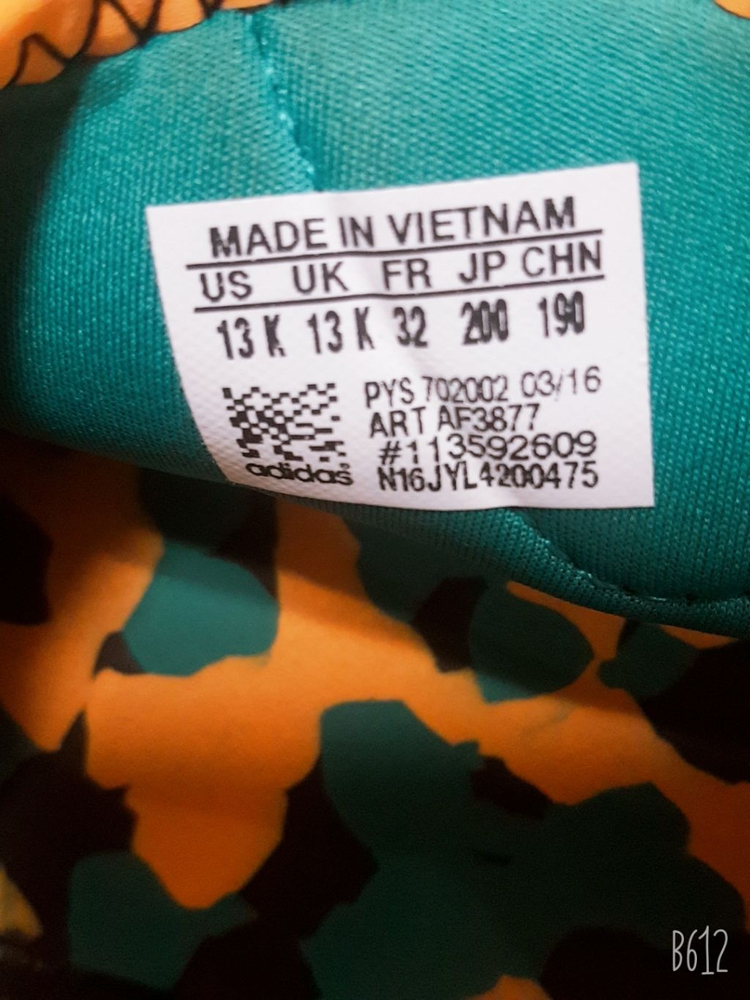 MADE IN VIETNAM
US UK FR JP CHN
13 K 13 K 32 200 190
PYS 702002 03/16
ART AF3877
#113592609
adidas N16JYL4200475
B612